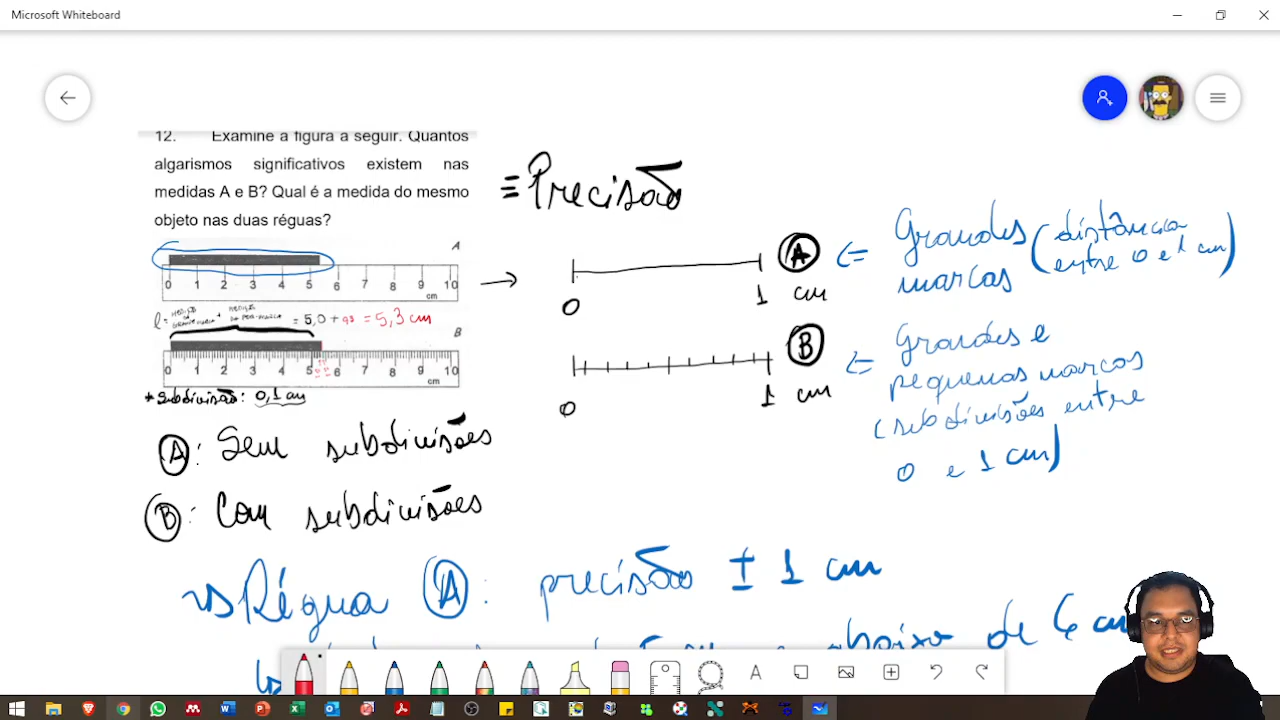 Microsoft Whiteboard
12. Examine a figura a seguir. Quantos
algarismos significativos existem nas
medidas A e B? Qual é a medida do mesmo
objeto nas duas réguas?
≡ Precisão
A
0 1 2 3 4 5 6 7 8 9 10
cm
l = + = 5,0 + 0,3 = 5,3 cm
B
0 1 2 3 4 5 6 7 8 9 10
cm
* Subdivisão: 0,1 cm
A: Sem subdivisões
B: Com subdivisões
0 1 cm A
⇐ Grandes
marcas
(distância
entre 0 e 1 cm)
0 1 cm B
⇐ Grandes e
pequenas marcas
(subdivisões entre
0 e 1 cm)
Régua A: precisão ± 1 cm
abaixo de 6 cm
A